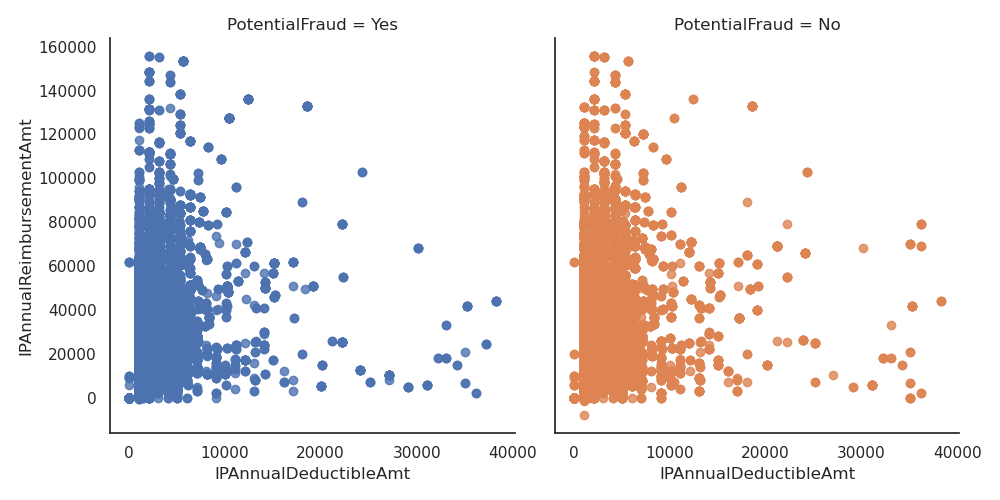 PotentialFraud = Yes
PotentialFraud = No
160000
140000
120000
100000
80000
60000
40000
20000
0
IPAnnualReimbursementAmt
0 10000 20000 30000 40000
0 10000 20000 30000 40000
IPAnnualDeductibleAmt
IPAnnualDeductibleAmt